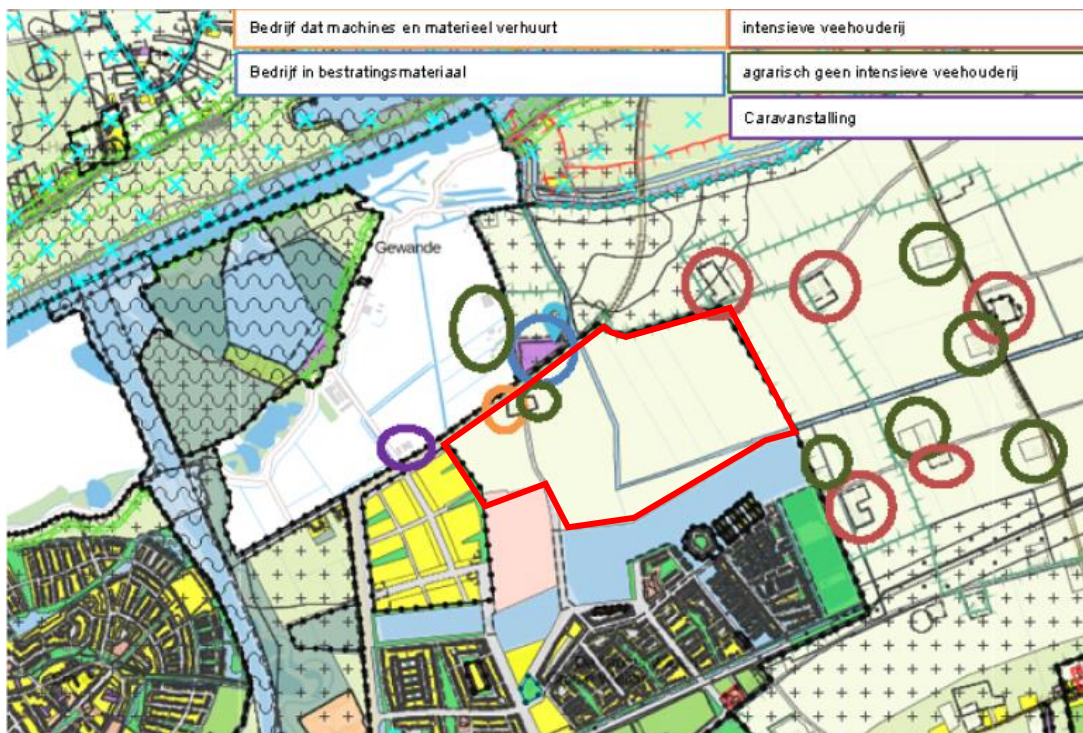 Bedrijf dat machines en materieel verhuurt
intensieve veehouderij
Bedrijf in bestratingsmateriaal
agrarisch geen intensieve veehouderij
Caravanstalling
Gewande